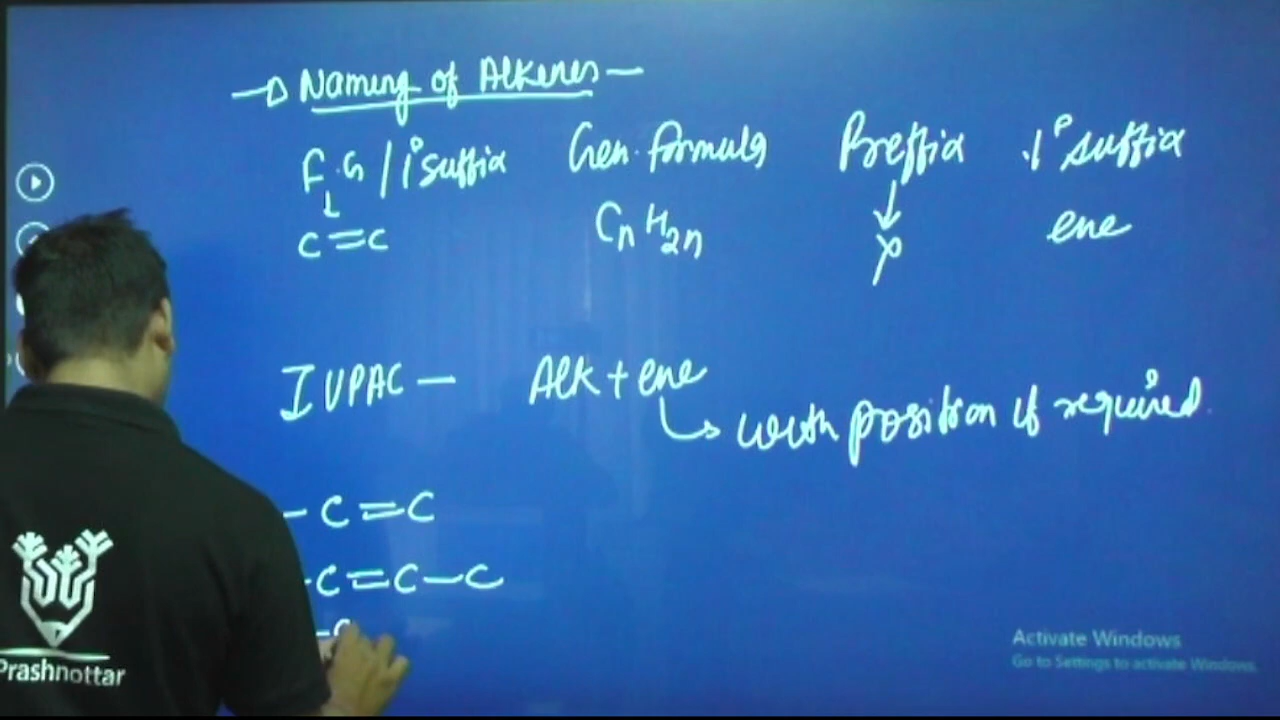 → Naming of Alkenes —
F.G / 1° suffix Gen. formula Preffix 1° suffix
C=C CnH2n x ene
IUPAC — Alk + ene
with position if required.
-C=C
-C=C-C
-C
Activate Windows
Go to Settings to activate Windows.
Prashnottar